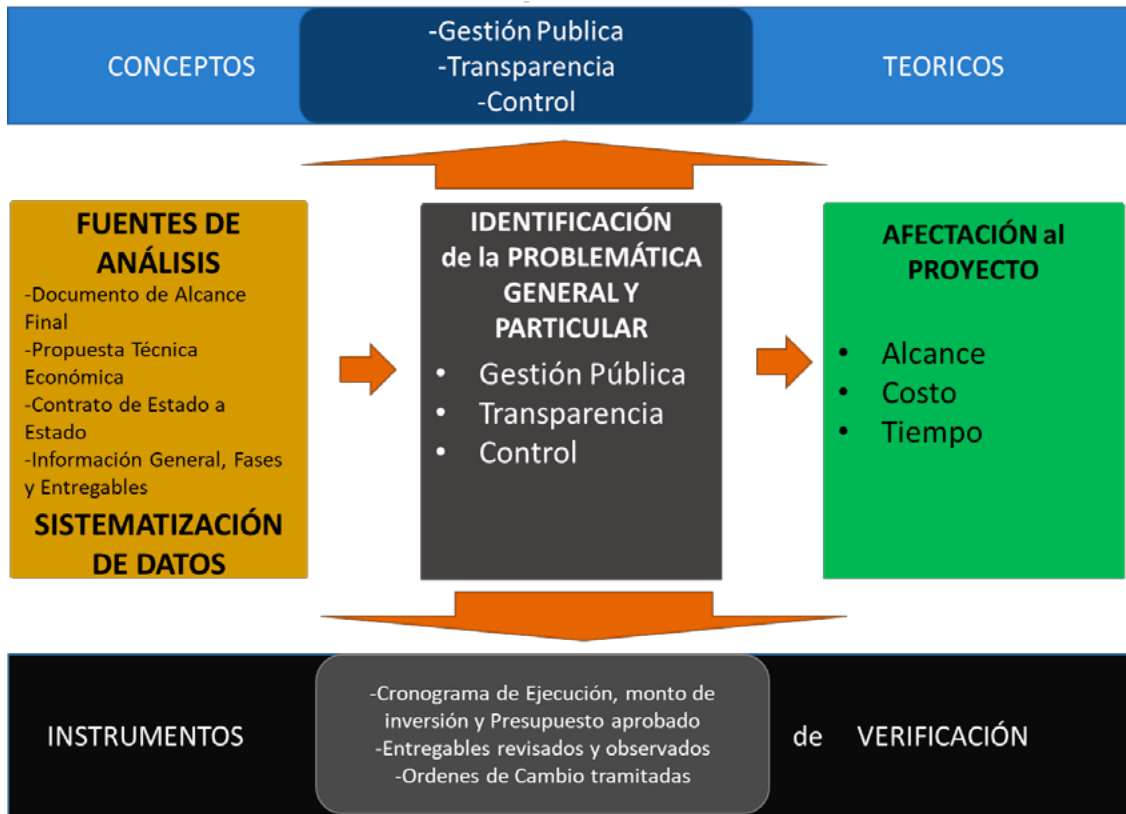 CONCEPTOS
-Gestión Publica
-Transparencia
-Control
TEORICOS
FUENTES DE
ANÁLISIS
-Documento de Alcance
Final
-Propuesta Técnica
Económica
-Contrato de Estado a
Estado
-Información General, Fases
y Entregables
SISTEMATIZACIÓN
DE DATOS
IDENTIFICACIÓN
de la PROBLEMÁTICA
GENERAL Y
PARTICULAR
• Gestión Pública
• Transparencia
• Control
AFECTACIÓN al
PROYECTO
• Alcance
• Costo
• Tiempo
INSTRUMENTOS
-Cronograma de Ejecución, monto de
inversión y Presupuesto aprobado
-Entregables revisados y observados
-Ordenes de Cambio tramitadas
de VERIFICACIÓN